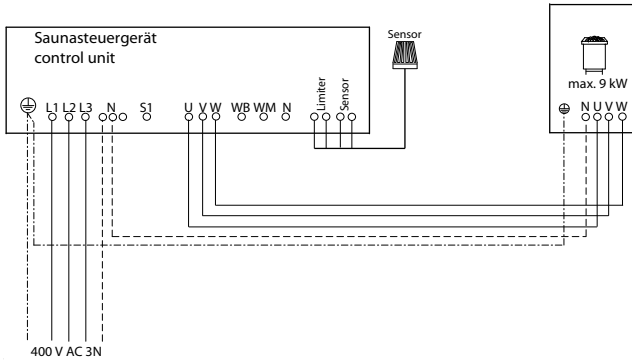 Saunasteuergerät
control unit
Sensor
max. 9 kW
L1 L2 L3 N S1 U V W WB WM N Limiter Sensor
N U V W
400 V AC 3N